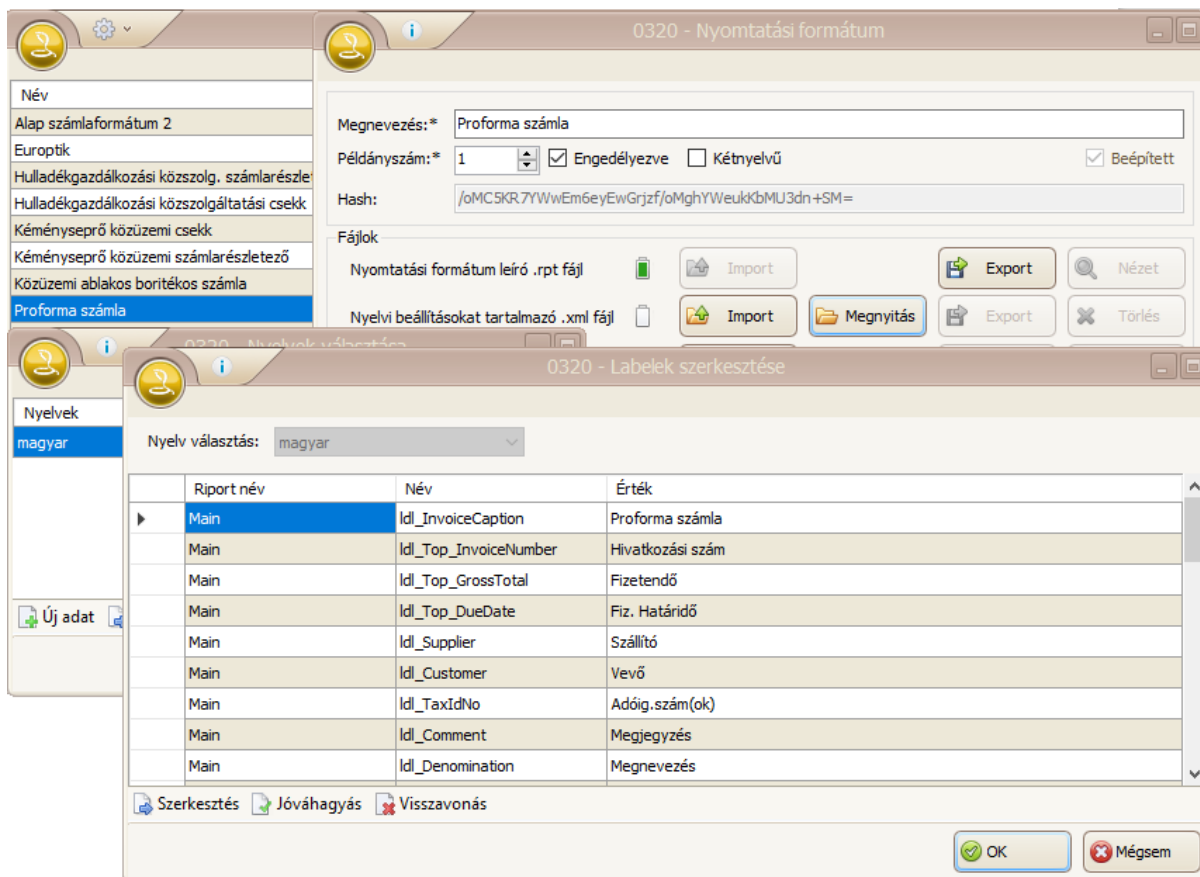 0320 - Nyomtatási formátum
Név
Alap számlaformátum 2
Europtik
Hulladékgazdálkozási közszolg. számlarészlet
Hulladékgazdálkozási közszolgáltatási csekk
Kéményseprő közüzemi csekk
Kéményseprő közüzemi számlarészletező
Közüzemi ablakos boritékos számla
Proforma számla
Megnevezés:* Proforma számla
Példányszám:* 1 Engedélyezve Kétnyelvű Beépített
Hash: /oMC5KR7YWwEm6eyEwGrjzf/oMghYWeukKbMU3dn+SM=
Fájlok
Nyomtatási formátum leíró .rpt fájl Import Export Nézet
Nyelvi beállításokat tartalmazó .xml fájl Import Megnyitás Export Törlés
0320 - Nyelvek választása
Nyelvek
magyar
Új adat
0320 - Labelek szerkesztése
Nyelv választás: magyar
Riport név Név Érték
Main ldl_InvoiceCaption Proforma számla
Main ldl_Top_InvoiceNumber Hivatkozási szám
Main ldl_Top_GrossTotal Fizetendő
Main ldl_Top_DueDate Fiz. Határidő
Main ldl_Supplier Szállító
Main ldl_Customer Vevő
Main ldl_TaxIdNo Adóig.szám(ok)
Main ldl_Comment Megjegyzés
Main ldl_Denomination Megnevezés
Szerkesztés Jóváhagyás Visszavonás
OK Mégsem